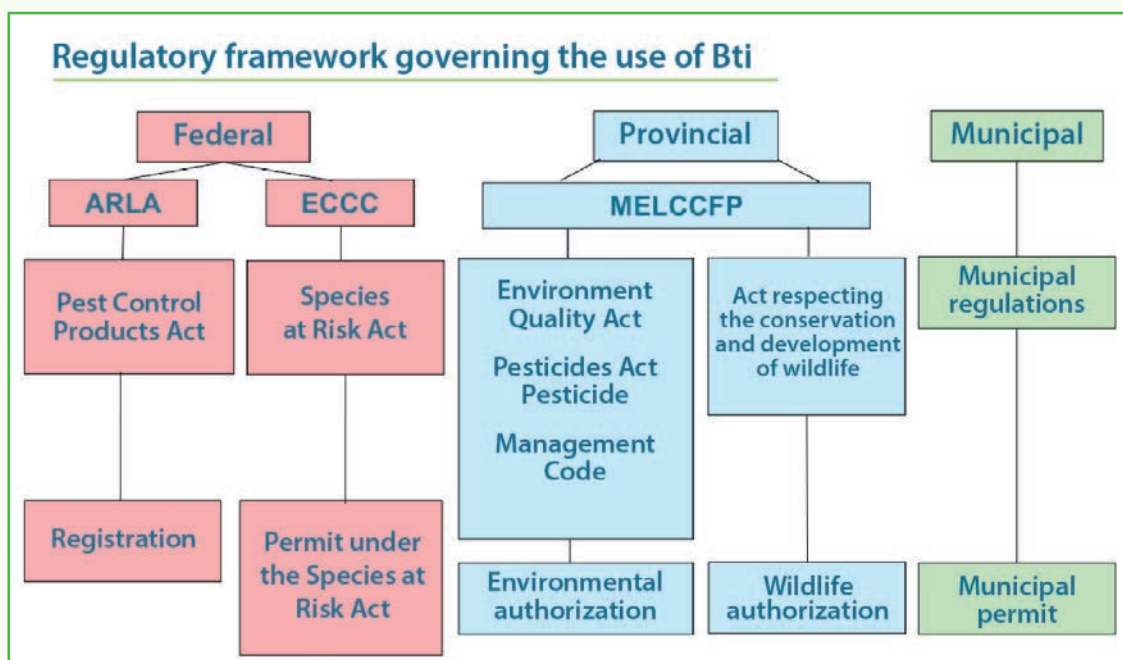 Regulatory framework governing the use of Bti
Federal
ARLA
ECCC
Pest Control
Products Act
Species
at Risk Act
Registration
Permit under
the Species at
Risk Act
Provincial
MELCCFP
Environment
Quality Act
Pesticides Act
Pesticide
Management
Code
Act respecting
the conservation
and development
of wildlife
Environmental
authorization
Wildlife
authorization
Municipal
Municipal
regulations
Municipal
permit